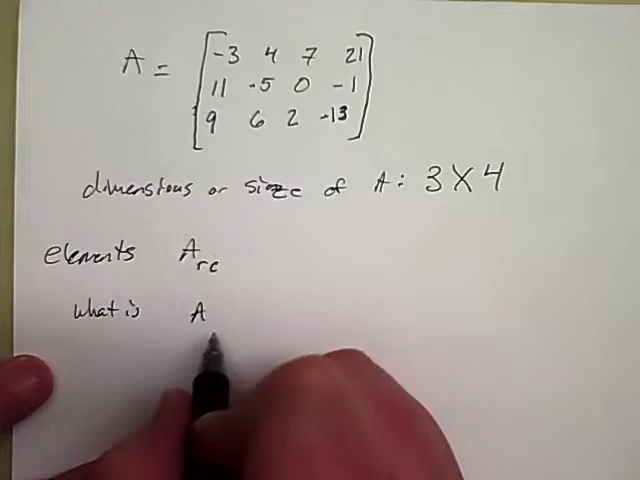 A = [-3 4 7 21
11 -5 0 -1
9 6 2 -13]
dimensions or size of A: 3 X 4
elements A rc
what is A